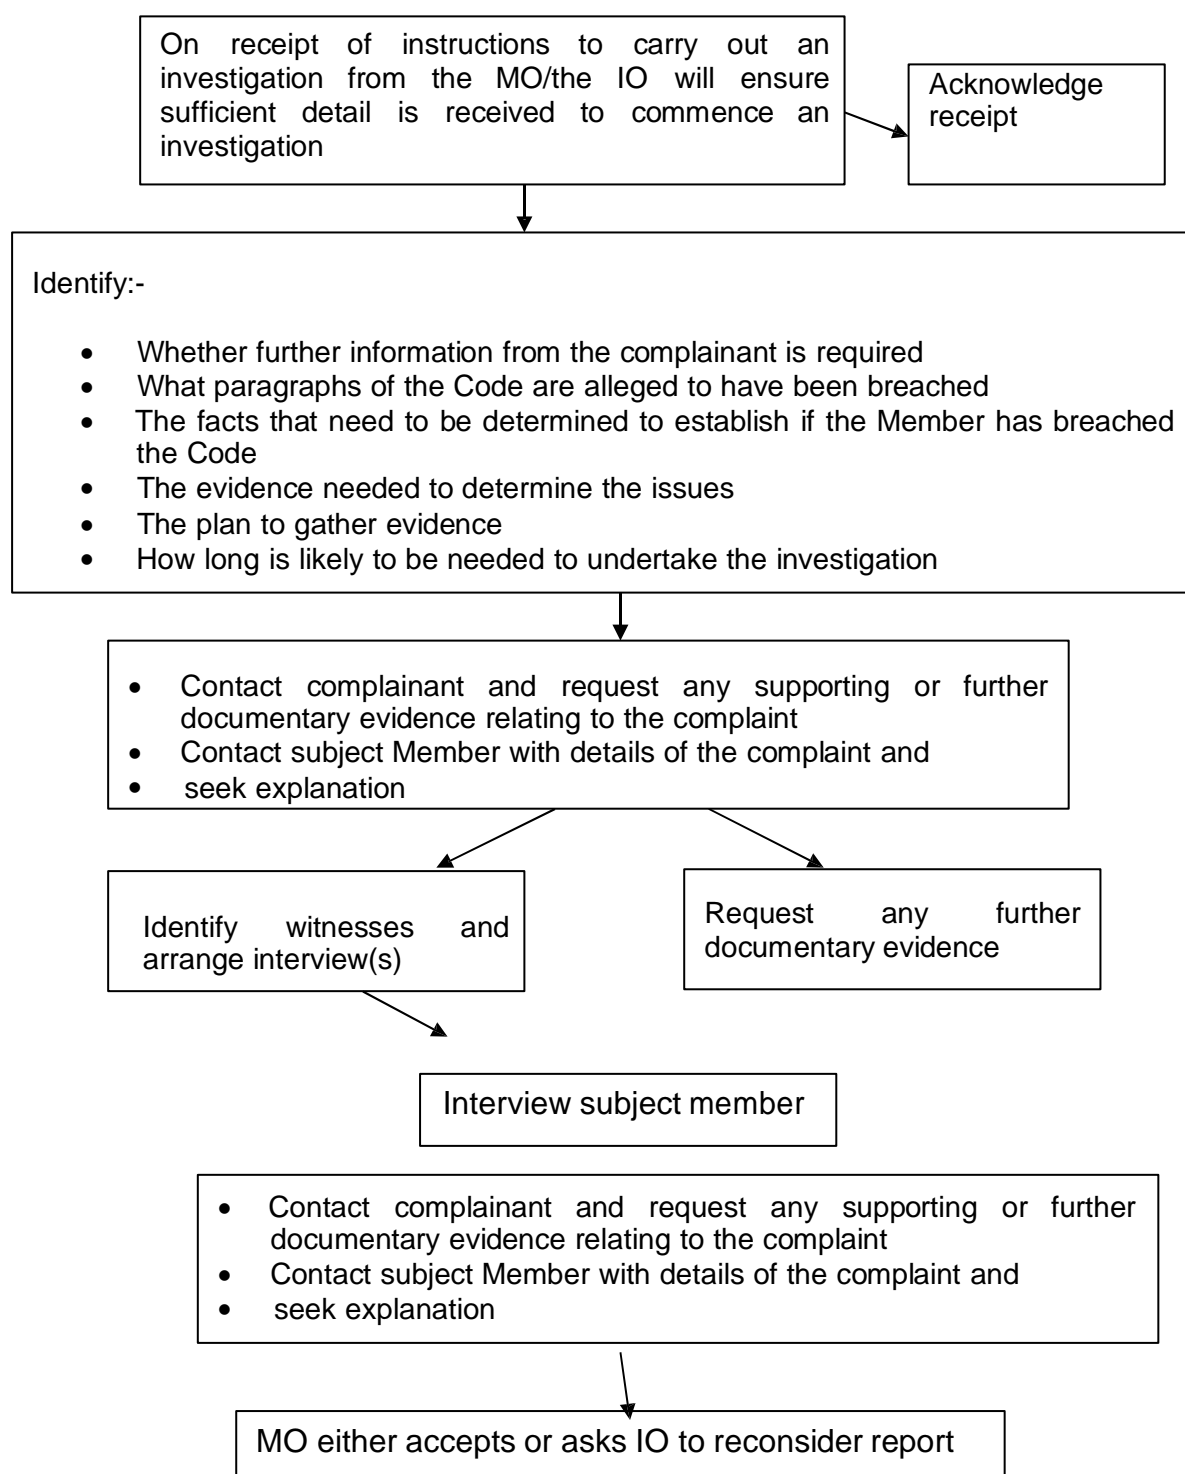 On receipt of instructions to carry out an
investigation from the MO/the IO will ensure
sufficient detail is received to commence an
investigation
Acknowledge
receipt
Identify:-
• Whether further information from the complainant is required
• What paragraphs of the Code are alleged to have been breached
• The facts that need to be determined to establish if the Member has breached
the Code
• The evidence needed to determine the issues
• The plan to gather evidence
• How long is likely to be needed to undertake the investigation
• Contact complainant and request any supporting or further
documentary evidence relating to the complaint
• Contact subject Member with details of the complaint and
• seek explanation
Identify witnesses and
arrange interview(s)
Request any further
documentary evidence
Interview subject member
• Contact complainant and request any supporting or further
documentary evidence relating to the complaint
• Contact subject Member with details of the complaint and
• seek explanation
MO either accepts or asks IO to reconsider report